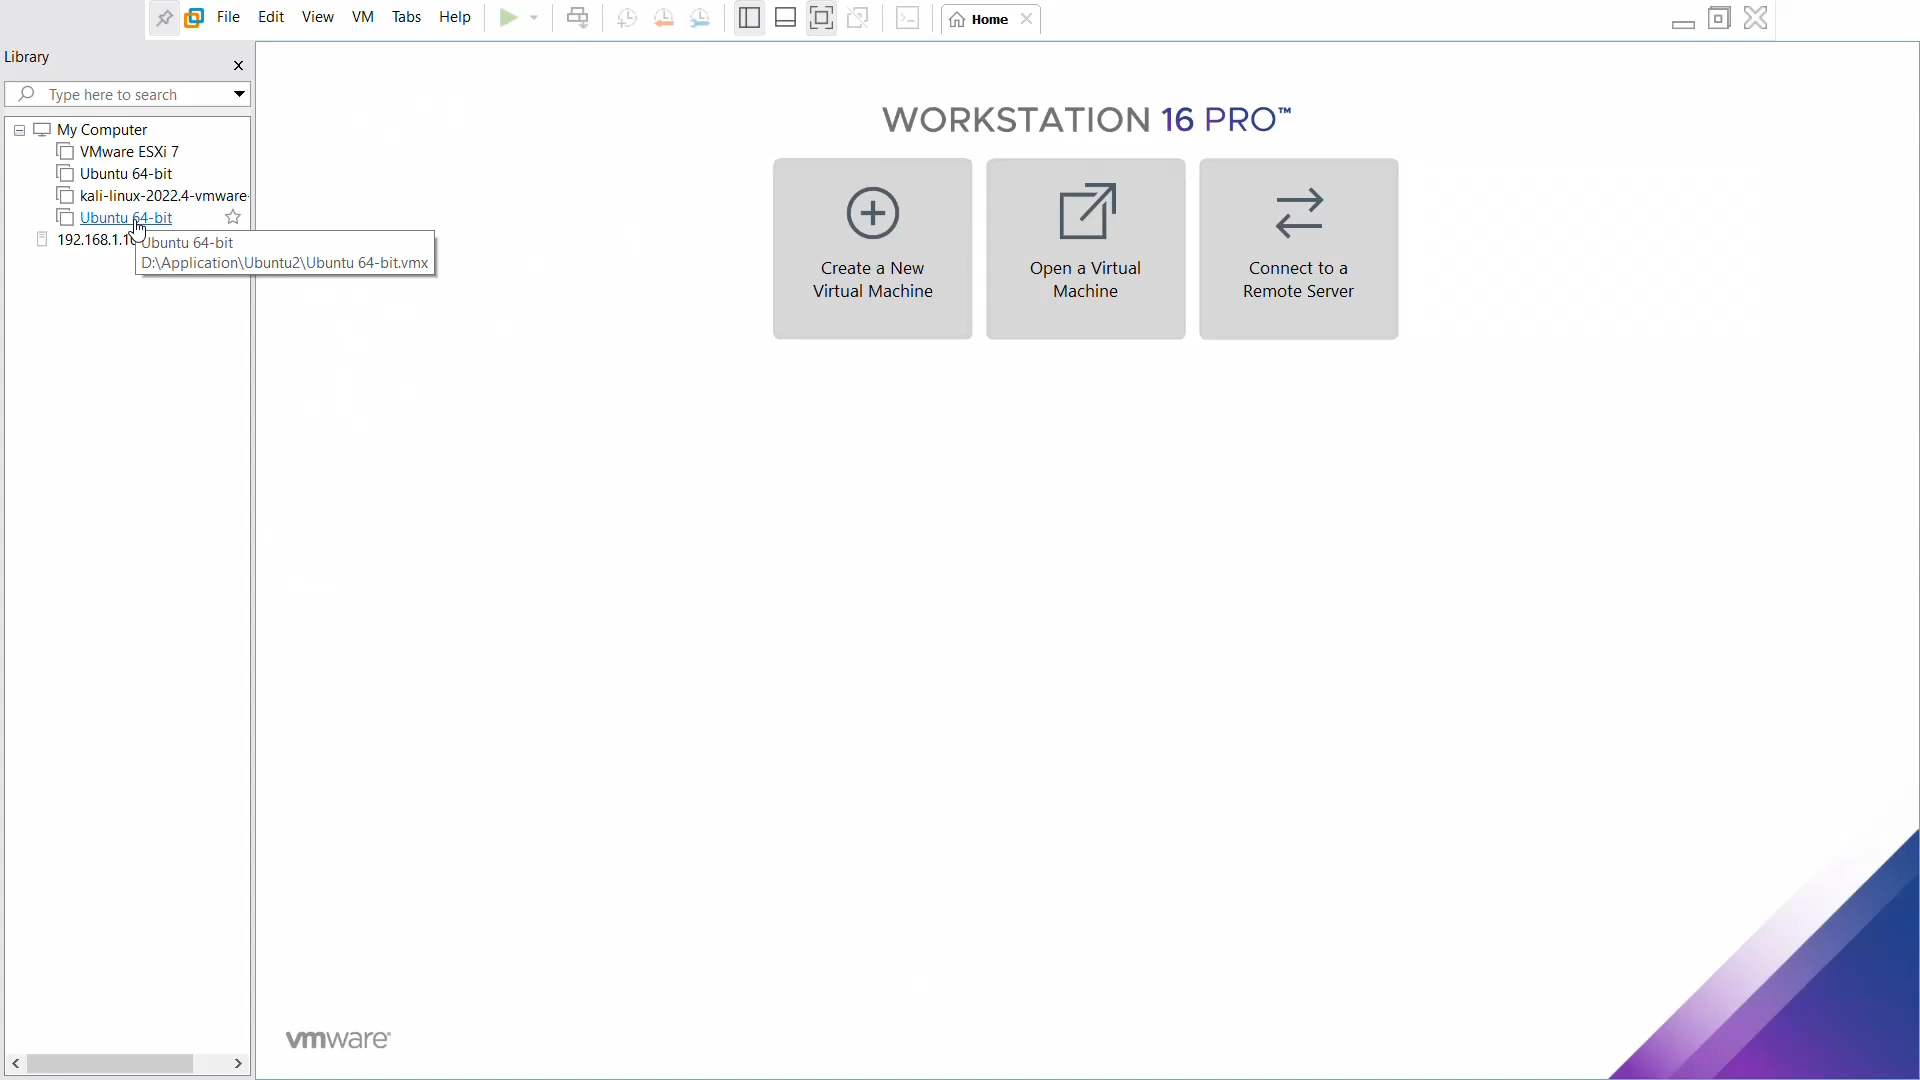 File Edit View VM Tabs Help
Home
Library
Type here to search
My Computer
VMware ESXi 7
Ubuntu 64-bit
kali-linux-2022.4-vmware-
Ubuntu 64-bit
192.168.1.1
Ubuntu 64-bit
D:\Application\Ubuntu2\Ubuntu 64-bit.vmx
WORKSTATION 16 PRO™
Create a New
Virtual Machine
Open a Virtual
Machine
Connect to a
Remote Server
vmware®